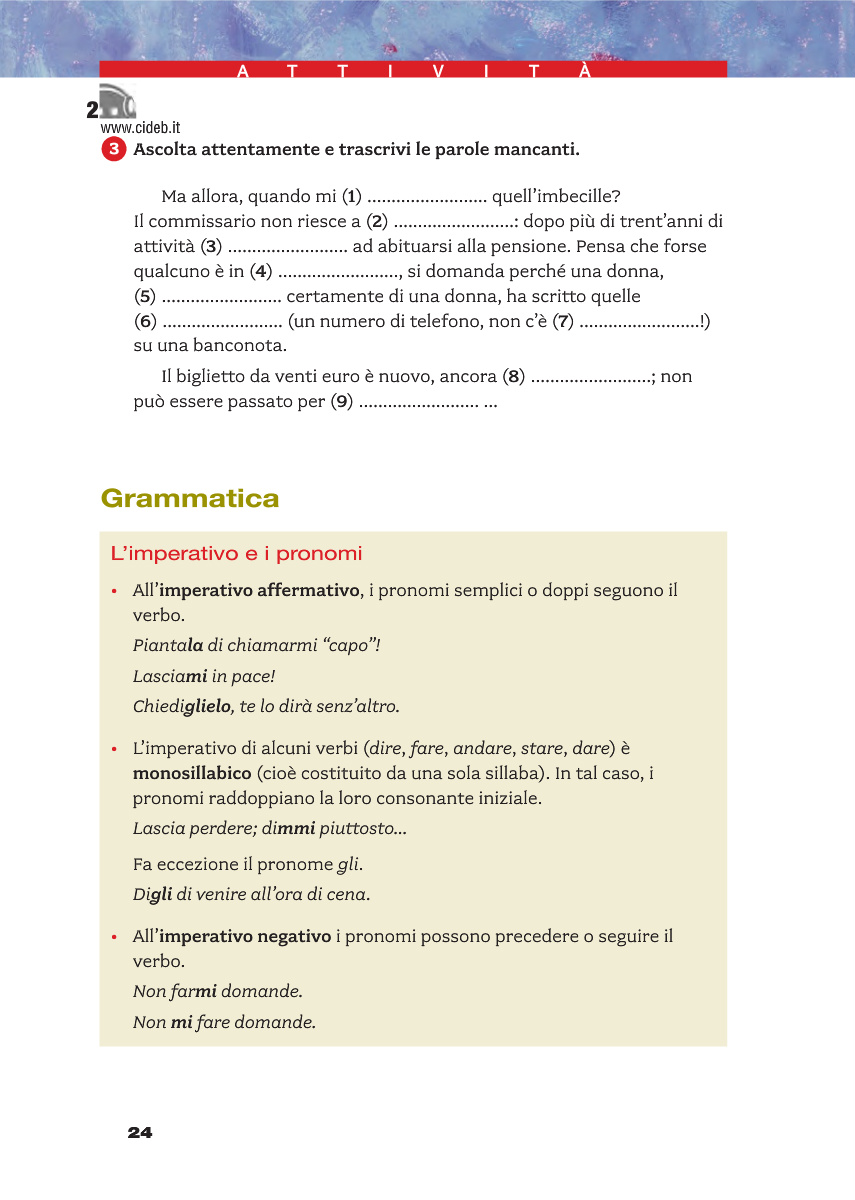 A T T I V I T À
2
www.cideb.it
3 Ascolta attentamente e trascrivi le parole mancanti.
Ma allora, quando mi (1) ......................... quell’imbecille?
Il commissario non riesce a (2) .........................: dopo più di trent’anni di
attività (3) ......................... ad abituarsi alla pensione. Pensa che forse
qualcuno è in (4) ........................., si domanda perché una donna,
(5) ......................... certamente di una donna, ha scritto quelle
(6) ......................... (un numero di telefono, non c’è (7) .........................!)
su una banconota.
Il biglietto da venti euro è nuovo, ancora (8) .........................; non
può essere passato per (9) ......................... ...
Grammatica
L’imperativo e i pronomi
• All’imperativo affermativo, i pronomi semplici o doppi seguono il
verbo.
Piantala di chiamarmi “capo”!
Lasciami in pace!
Chiediglielo, te lo dirà senz’altro.
• L’imperativo di alcuni verbi (dire, fare, andare, stare, dare) è
monosillabico (cioè costituito da una sola sillaba). In tal caso, i
pronomi raddoppiano la loro consonante iniziale.
Lascia perdere; dimmi piuttosto...
Fa eccezione il pronome gli.
Digli di venire all’ora di cena.
• All’imperativo negativo i pronomi possono precedere o seguire il
verbo.
Non farmi domande.
Non mi fare domande.
24